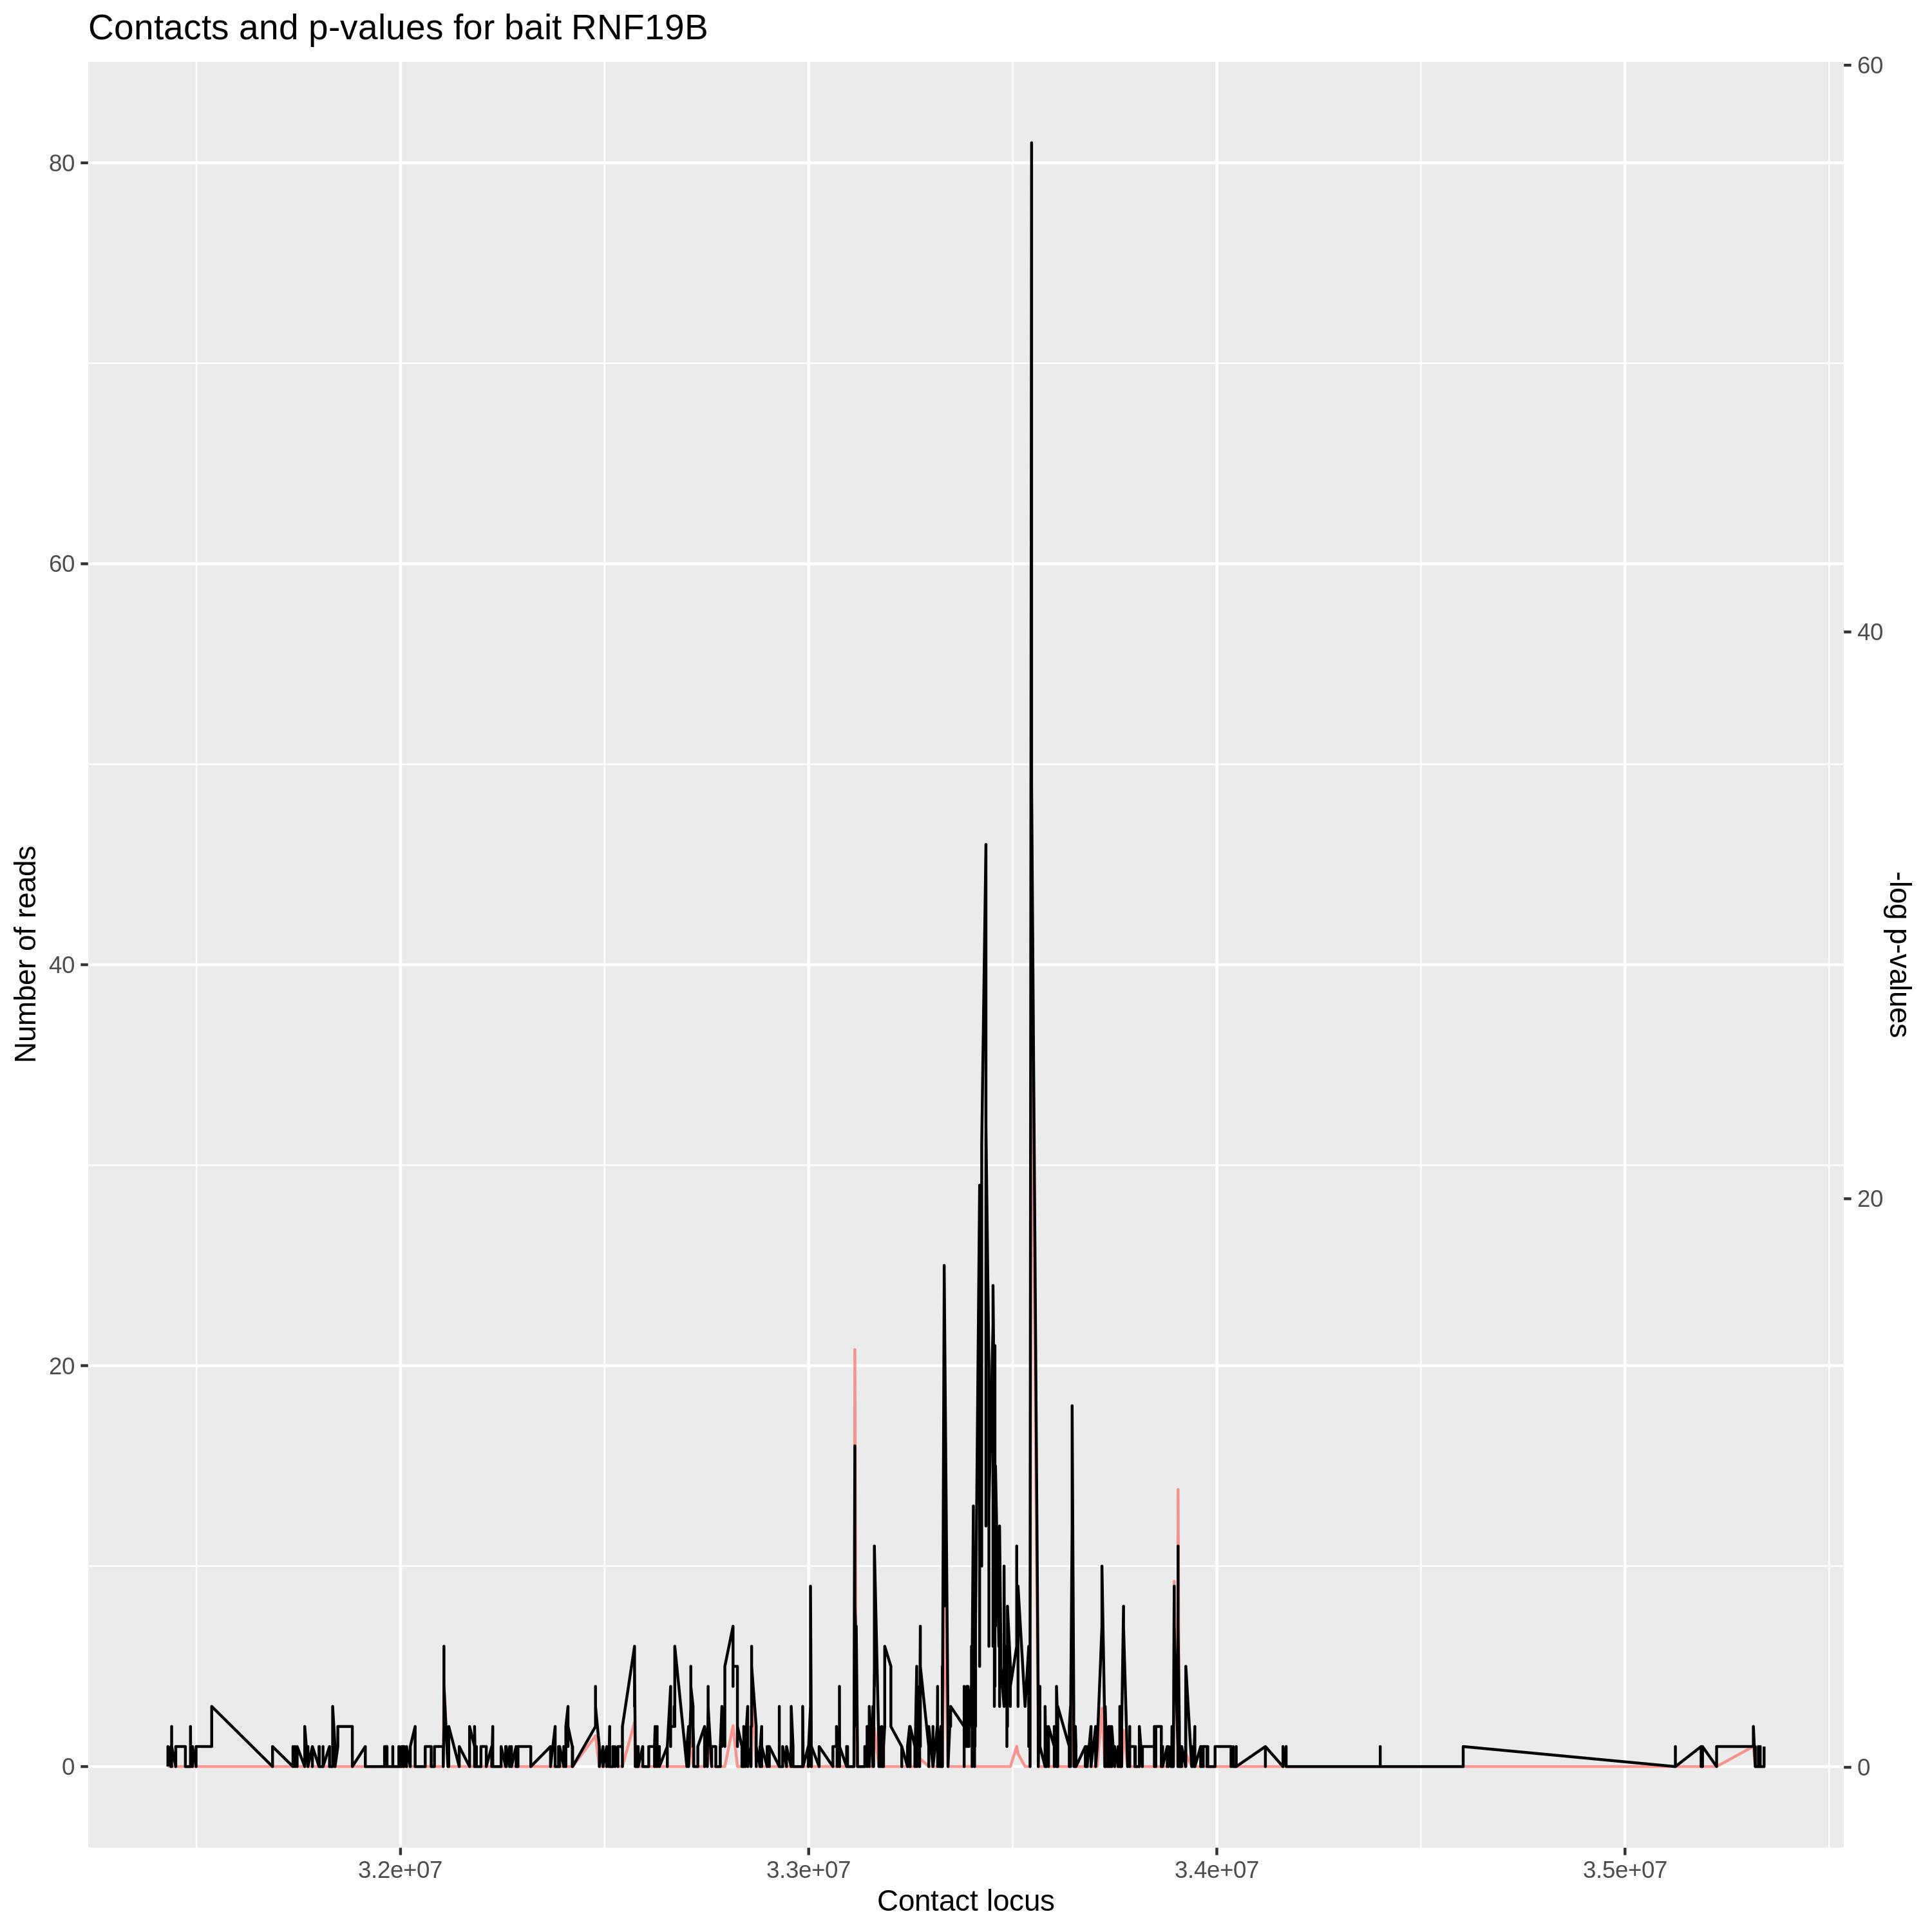 Contacts and p-values for bait RNF19B
80
60
40
20
0
Number of reads
60
40
20
0
-log p-values
3.2e+07
3.3e+07
3.4e+07
3.5e+07
Contact locus